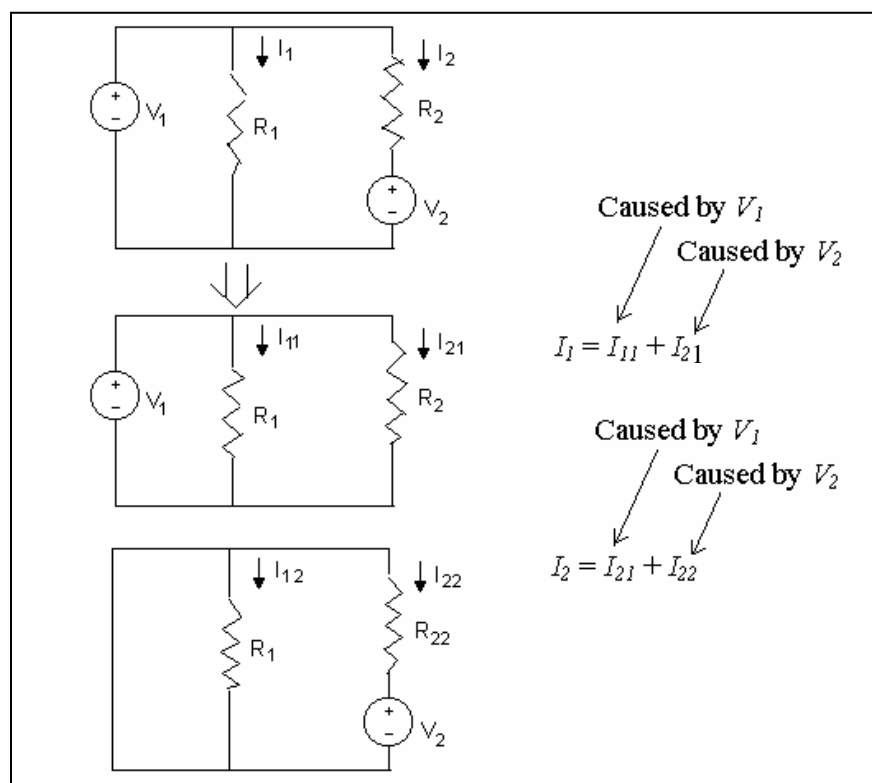 I1
I2
+
−
V1
R1
R2
+
−
V2
Caused by V1
Caused by V2
I1 = I11 + I21
I11
I21
+
−
V1
R1
R2
Caused by V1
Caused by V2
I2 = I21 + I22
I12
I22
R1
R22
+
−
V2